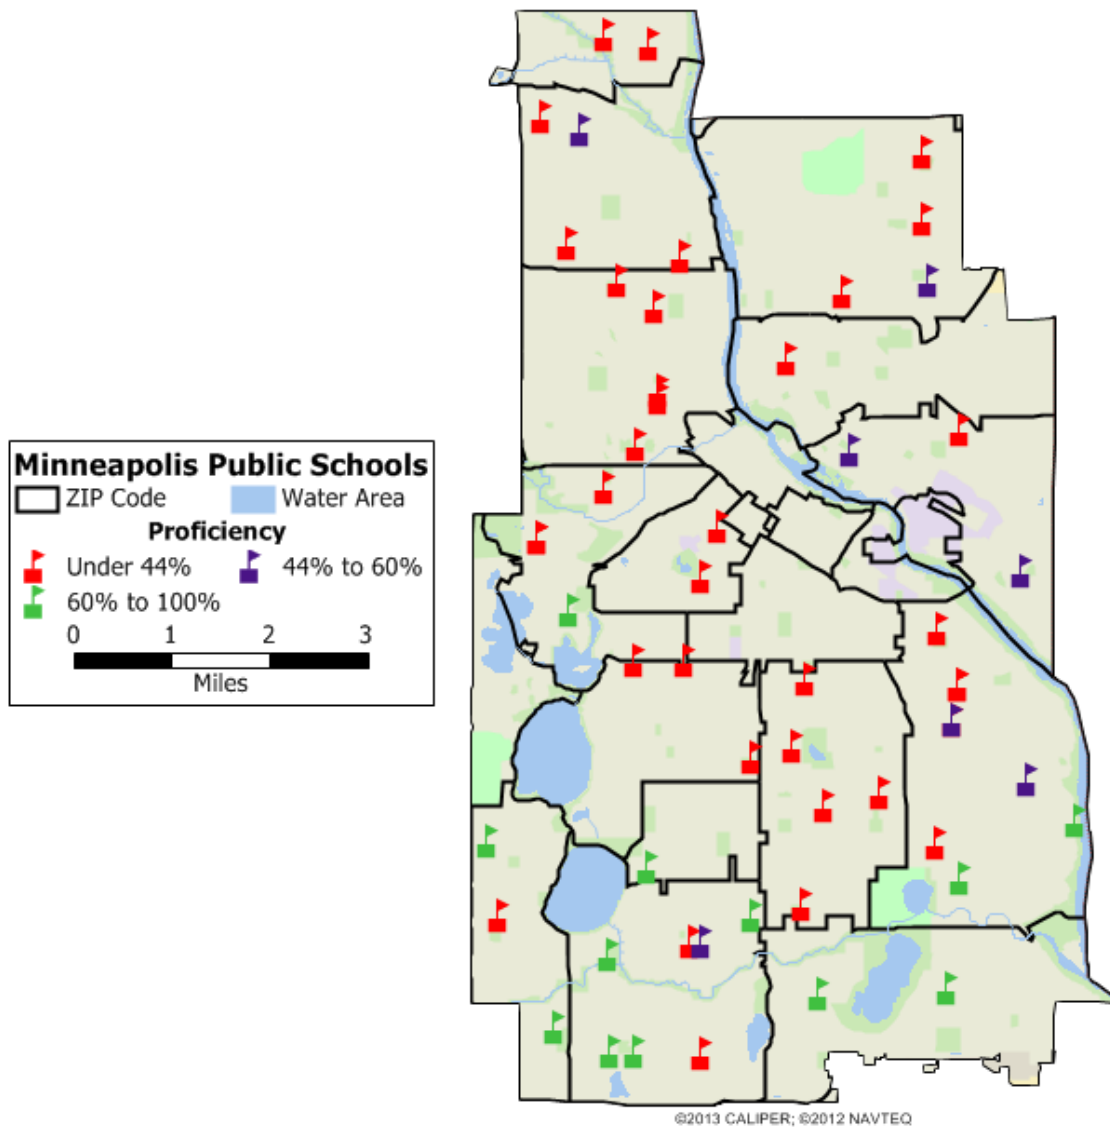 Minneapolis Public Schools
ZIP Code Water Area
Proficiency
Under 44% 44% to 60%
60% to 100%
0 1 2 3
Miles
©2013 CALIPER; ©2012 NAVTEQ